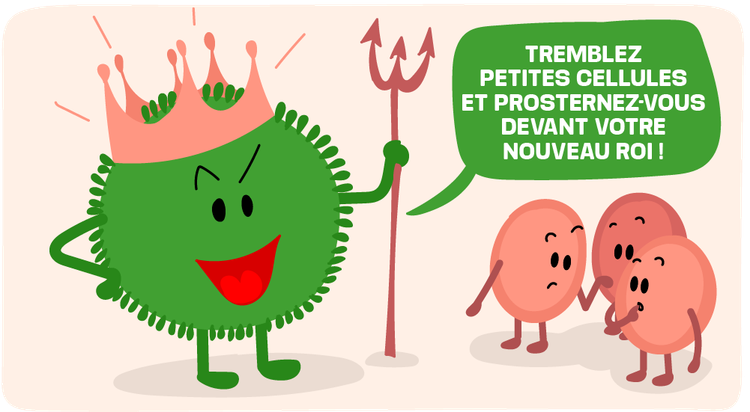 TREMBLEZ
PETITES CELLULES
ET PROSTERNEZ-VOUS
DEVANT VOTRE
NOUVEAU ROI !